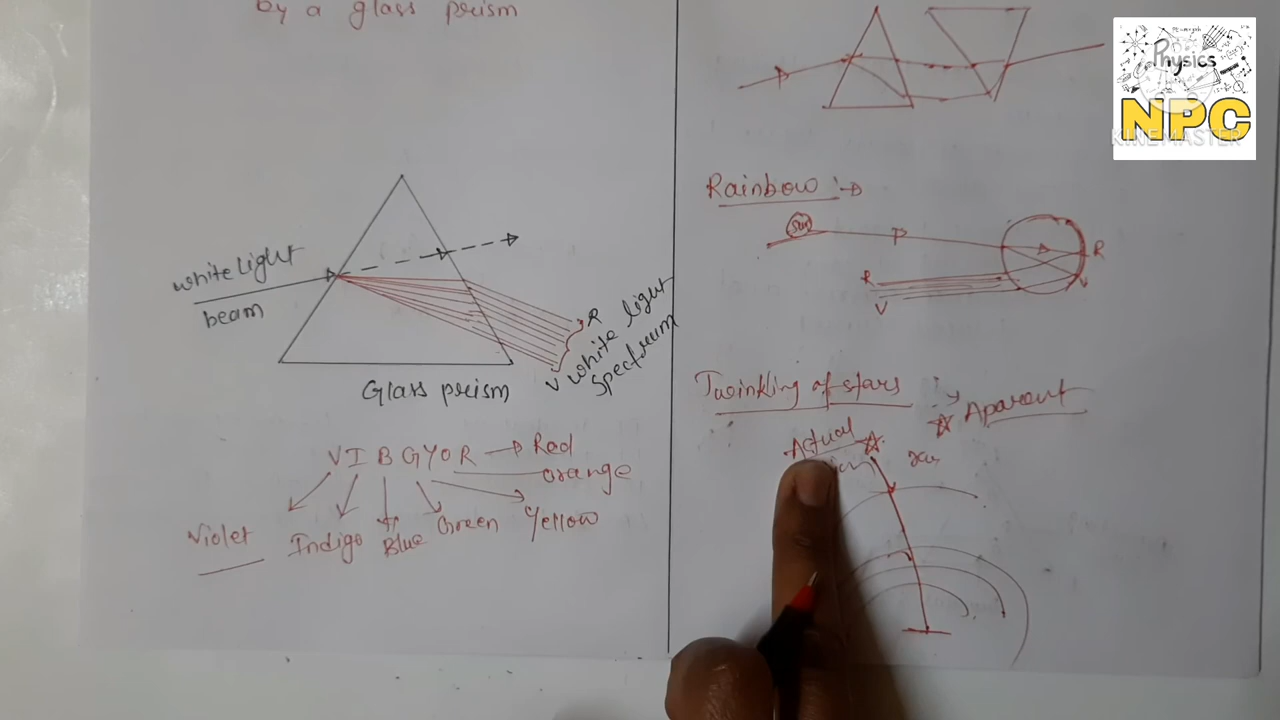 by a glass prism
white light
beam
R
V white light
spectrum
Glass prism
VIBGYOR → Red
orange
Violet
Indigo
Blue
Green
Yellow
Rainbow :→
Sun
R
V
R
V
Twinkling of stars
Aparent
Actual
Physics
NPC
KINEMASTER